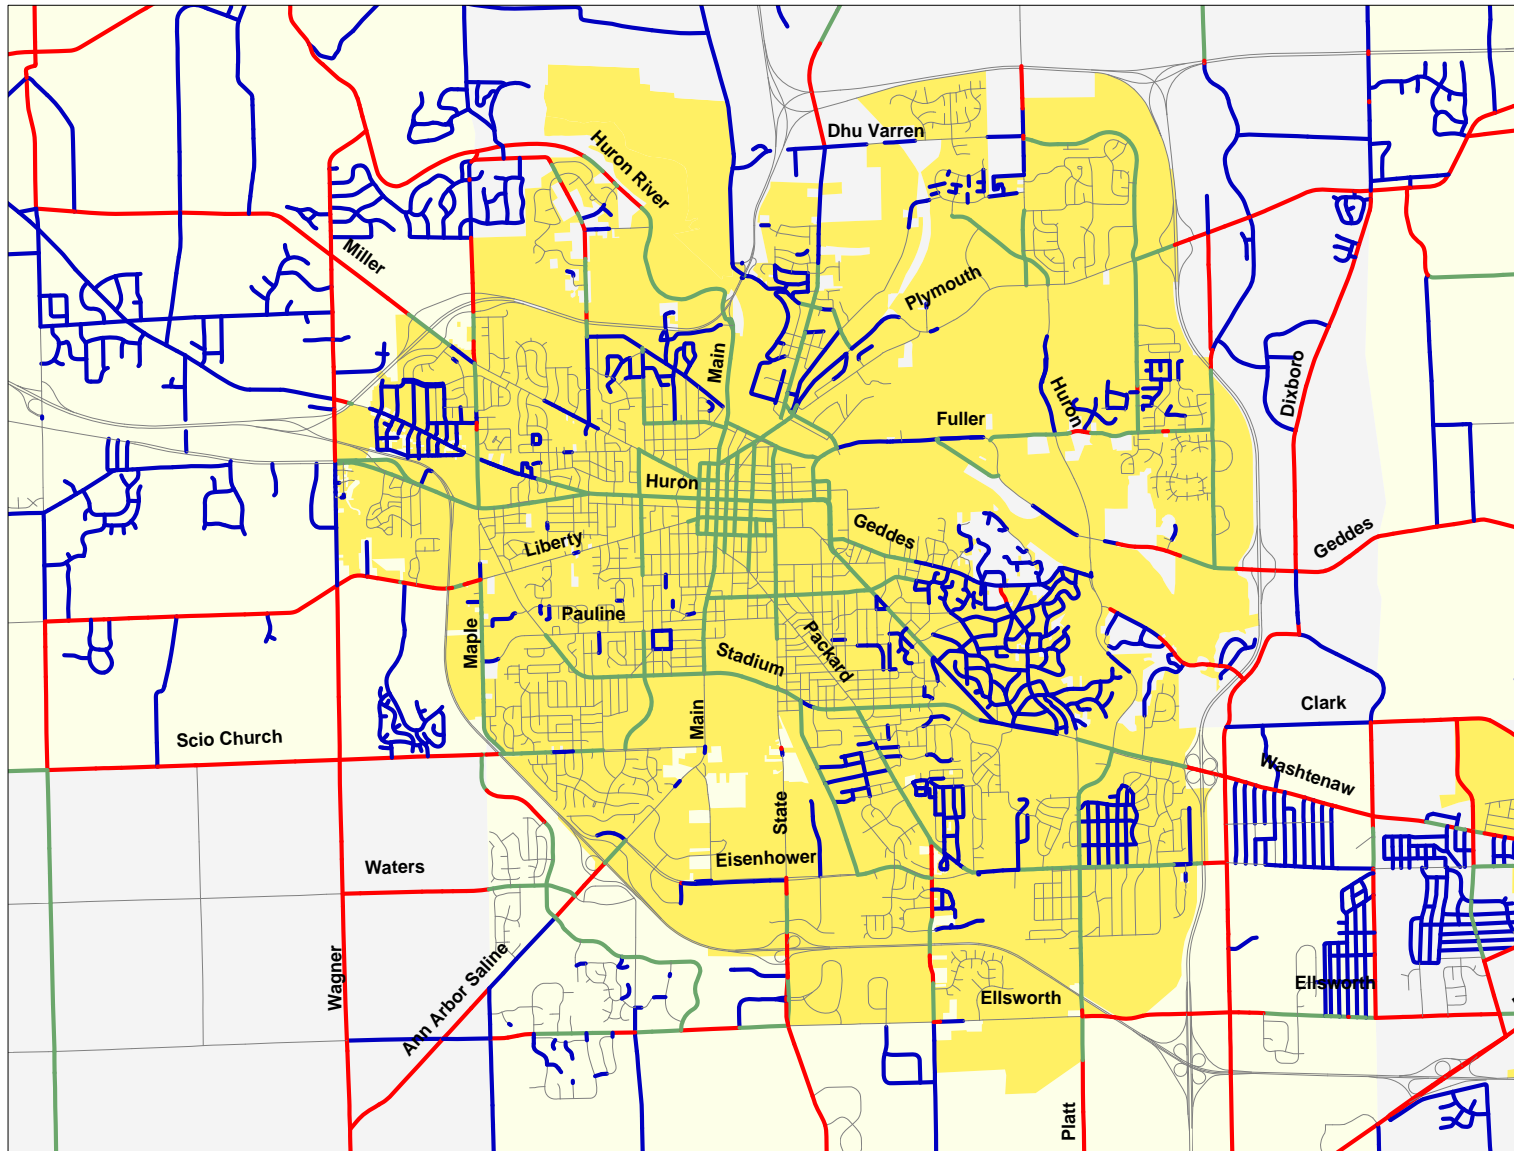 Dhu Varren
Huron River
Miller
Plymouth
Main
Huron
Dixboro
Fuller
Huron
Geddes
Geddes
Liberty
Pauline
Maple
Packard
Stadium
Main
Clark
Scio Church
Washtenaw
State
Eisenhower
Waters
Wagner
Ann Arbor Saline
Ellsworth
Ellsworth
Platt